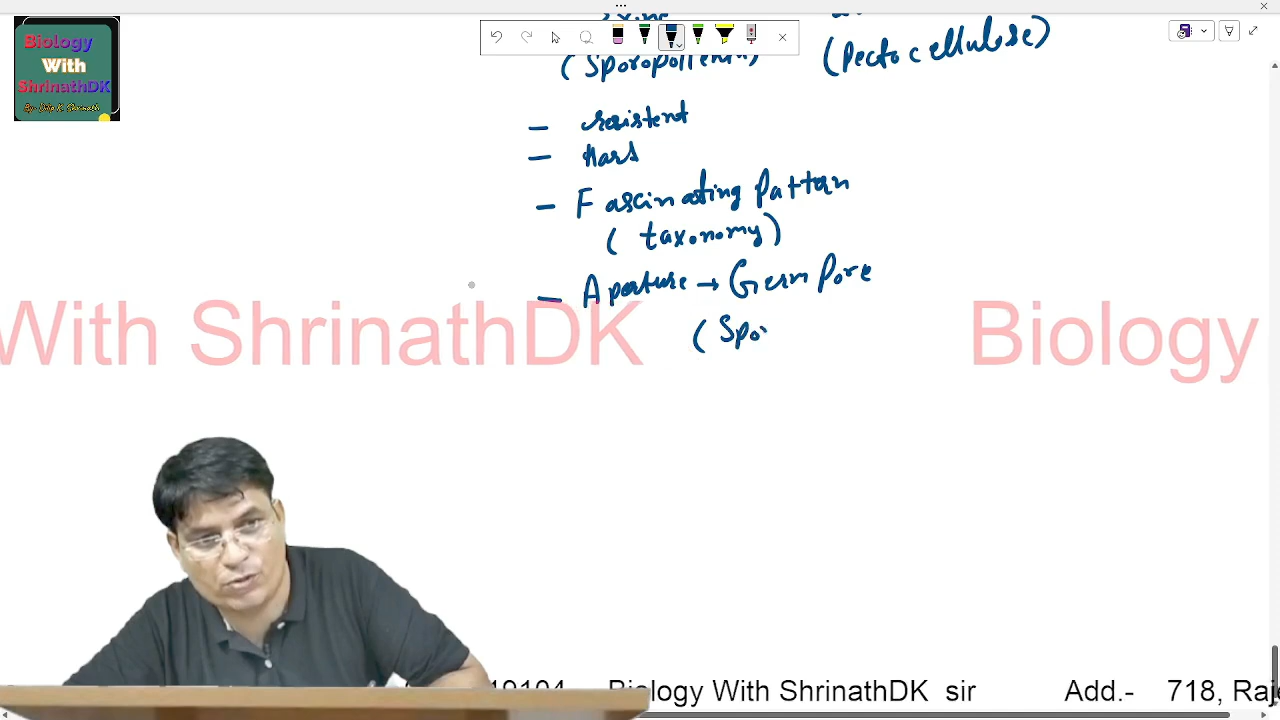 Biology
With
ShrinathDK
(Pectocellulose)
– resistent
– Hard
– Fascinating Pattern
(taxonomy)
– Aperture → Germ Pore
(Spo
With ShrinathDK Biology
Biology With ShrinathDK sir Add.- 718, Raj